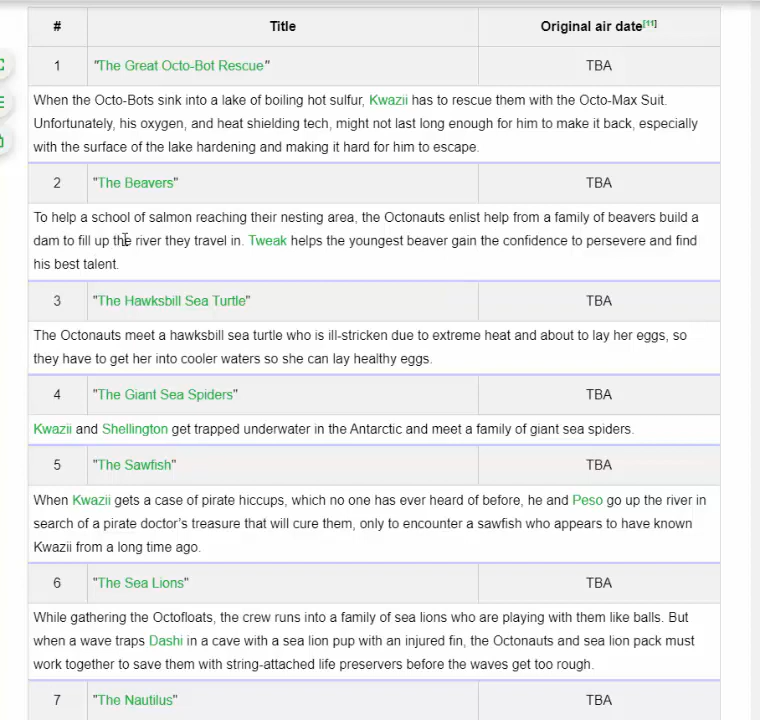 # Title Original air date[11]
1 "The Great Octo-Bot Rescue" TBA
When the Octo-Bots sink into a lake of boiling hot sulfur, Kwazii has to rescue them with the Octo-Max Suit.
Unfortunately, his oxygen, and heat shielding tech, might not last long enough for him to make it back, especially
with the surface of the lake hardening and making it hard for him to escape.
2 "The Beavers" TBA
To help a school of salmon reaching their nesting area, the Octonauts enlist help from a family of beavers build a
dam to fill up the river they travel in. Tweak helps the youngest beaver gain the confidence to persevere and find
his best talent.
3 "The Hawksbill Sea Turtle" TBA
The Octonauts meet a hawksbill sea turtle who is ill-stricken due to extreme heat and about to lay her eggs, so
they have to get her into cooler waters so she can lay healthy eggs.
4 "The Giant Sea Spiders" TBA
Kwazii and Shellington get trapped underwater in the Antarctic and meet a family of giant sea spiders.
5 "The Sawfish" TBA
When Kwazii gets a case of pirate hiccups, which no one has ever heard of before, he and Peso go up the river in
search of a pirate doctor's treasure that will cure them, only to encounter a sawfish who appears to have known
Kwazii from a long time ago.
6 "The Sea Lions" TBA
While gathering the Octofloats, the crew runs into a family of sea lions who are playing with them like balls. But
when a wave traps Dashi in a cave with a sea lion pup with an injured fin, the Octonauts and sea lion pack must
work together to save them with string-attached life preservers before the waves get too rough.
7 "The Nautilus" TBA